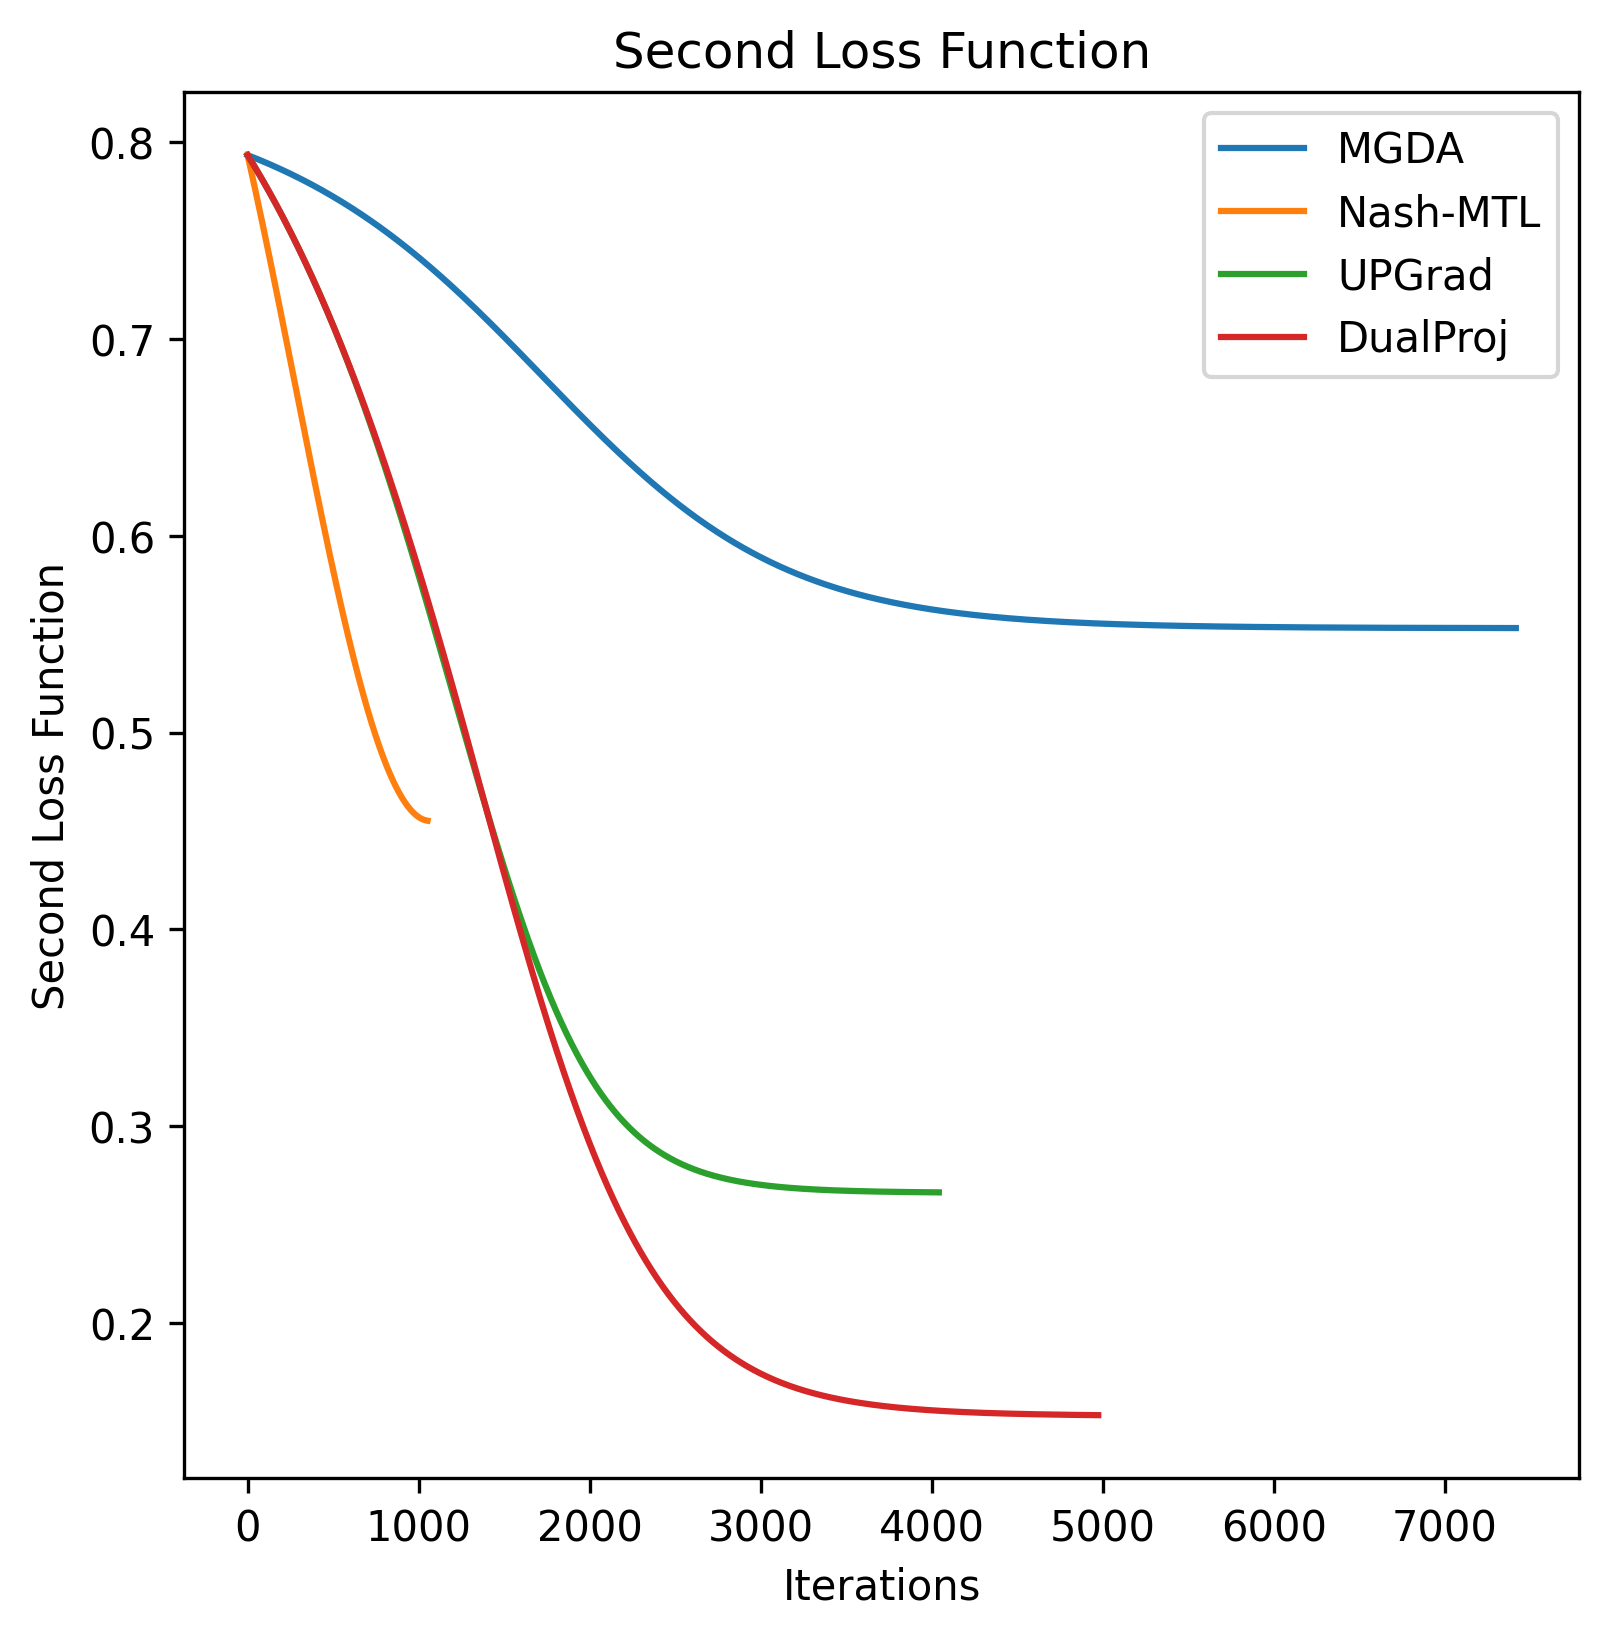 Second Loss Function
MGDA
Nash-MTL
UPGrad
DualProj
Second Loss Function
0.8
0.7
0.6
0.5
0.4
0.3
0.2
0 1000 2000 3000 4000 5000 6000 7000
Iterations